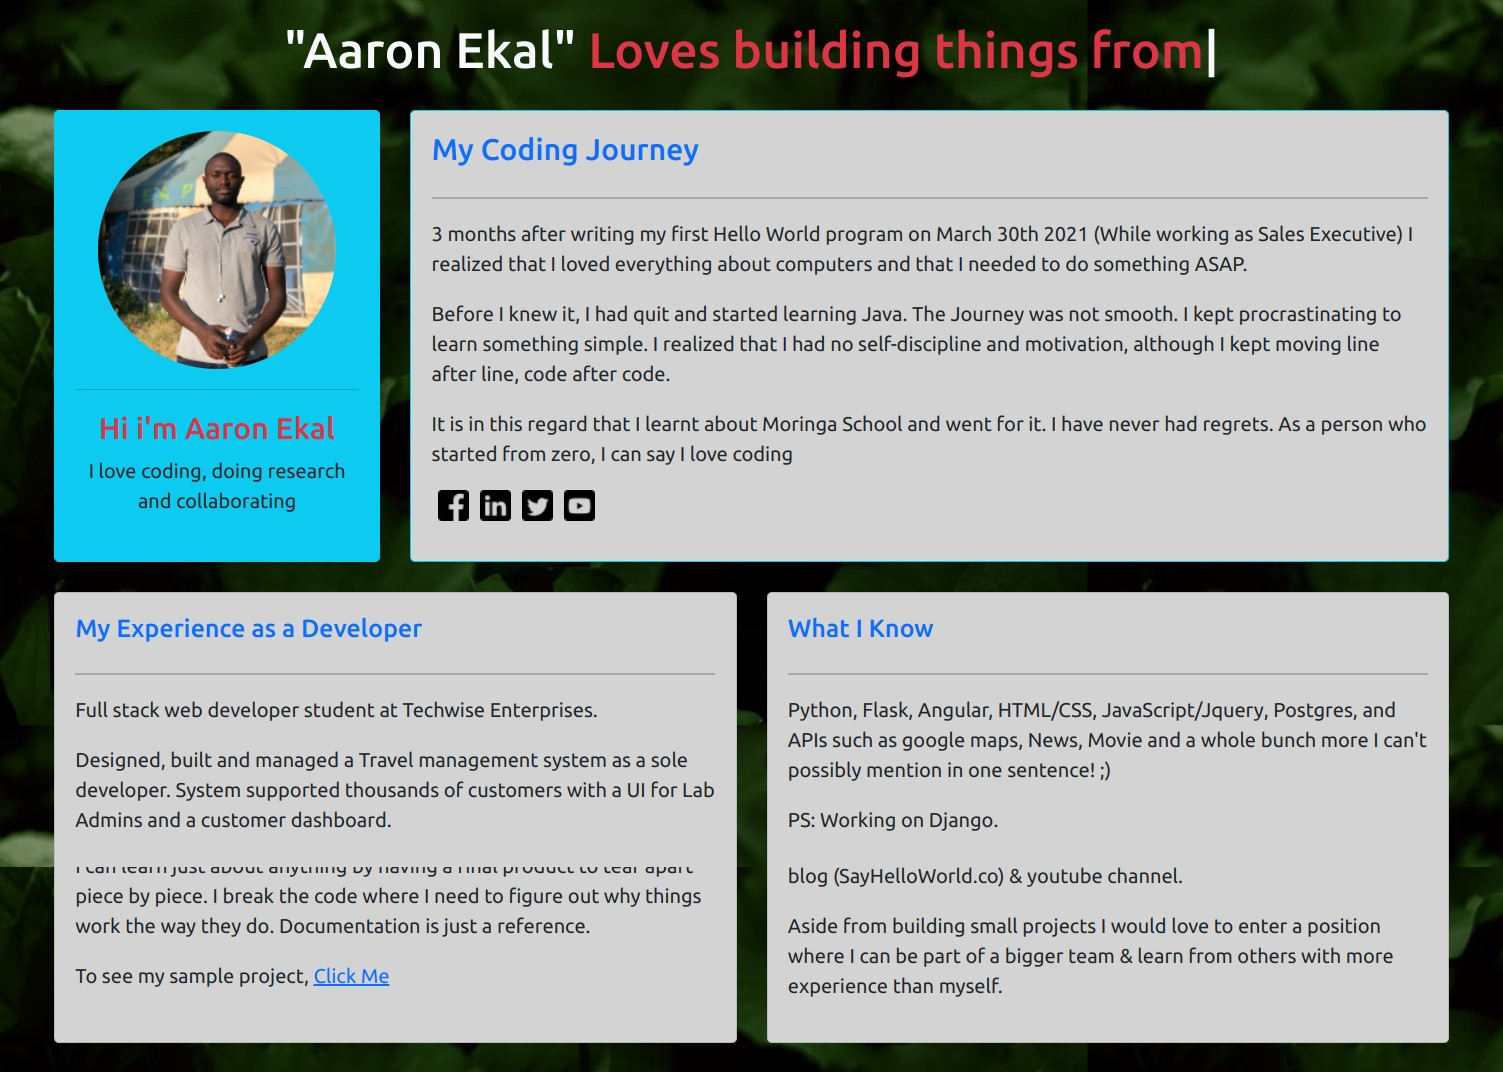 "Aaron Ekal" Loves building things from|
My Coding Journey
3 months after writing my first Hello World program on March 30th 2021 (While working as Sales Executive) I
realized that I loved everything about computers and that I needed to do something ASAP.
Before I knew it, I had quit and started learning Java. The Journey was not smooth. I kept procrastinating to
learn something simple. I realized that I had no self-discipline and motivation, although I kept moving line
after line, code after code.
It is in this regard that I learnt about Moringa School and went for it. I have never had regrets. As a person who
started from zero, I can say I love coding
Hi i'm Aaron Ekal
I love coding, doing research
and collaborating
My Experience as a Developer
Full stack web developer student at Techwise Enterprises.
Designed, built and managed a Travel management system as a sole
developer. System supported thousands of customers with a UI for Lab
Admins and a customer dashboard.
I can learn just about anything by having a final product to tear apart
piece by piece. I break the code where I need to figure out why things
work the way they do. Documentation is just a reference.
To see my sample project, Click Me
What I Know
Python, Flask, Angular, HTML/CSS, JavaScript/Jquery, Postgres, and
APIs such as google maps, News, Movie and a whole bunch more I can't
possibly mention in one sentence! ;)
PS: Working on Django.
blog (SayHelloWorld.co) & youtube channel.
Aside from building small projects I would love to enter a position
where I can be part of a bigger team & learn from others with more
experience than myself.